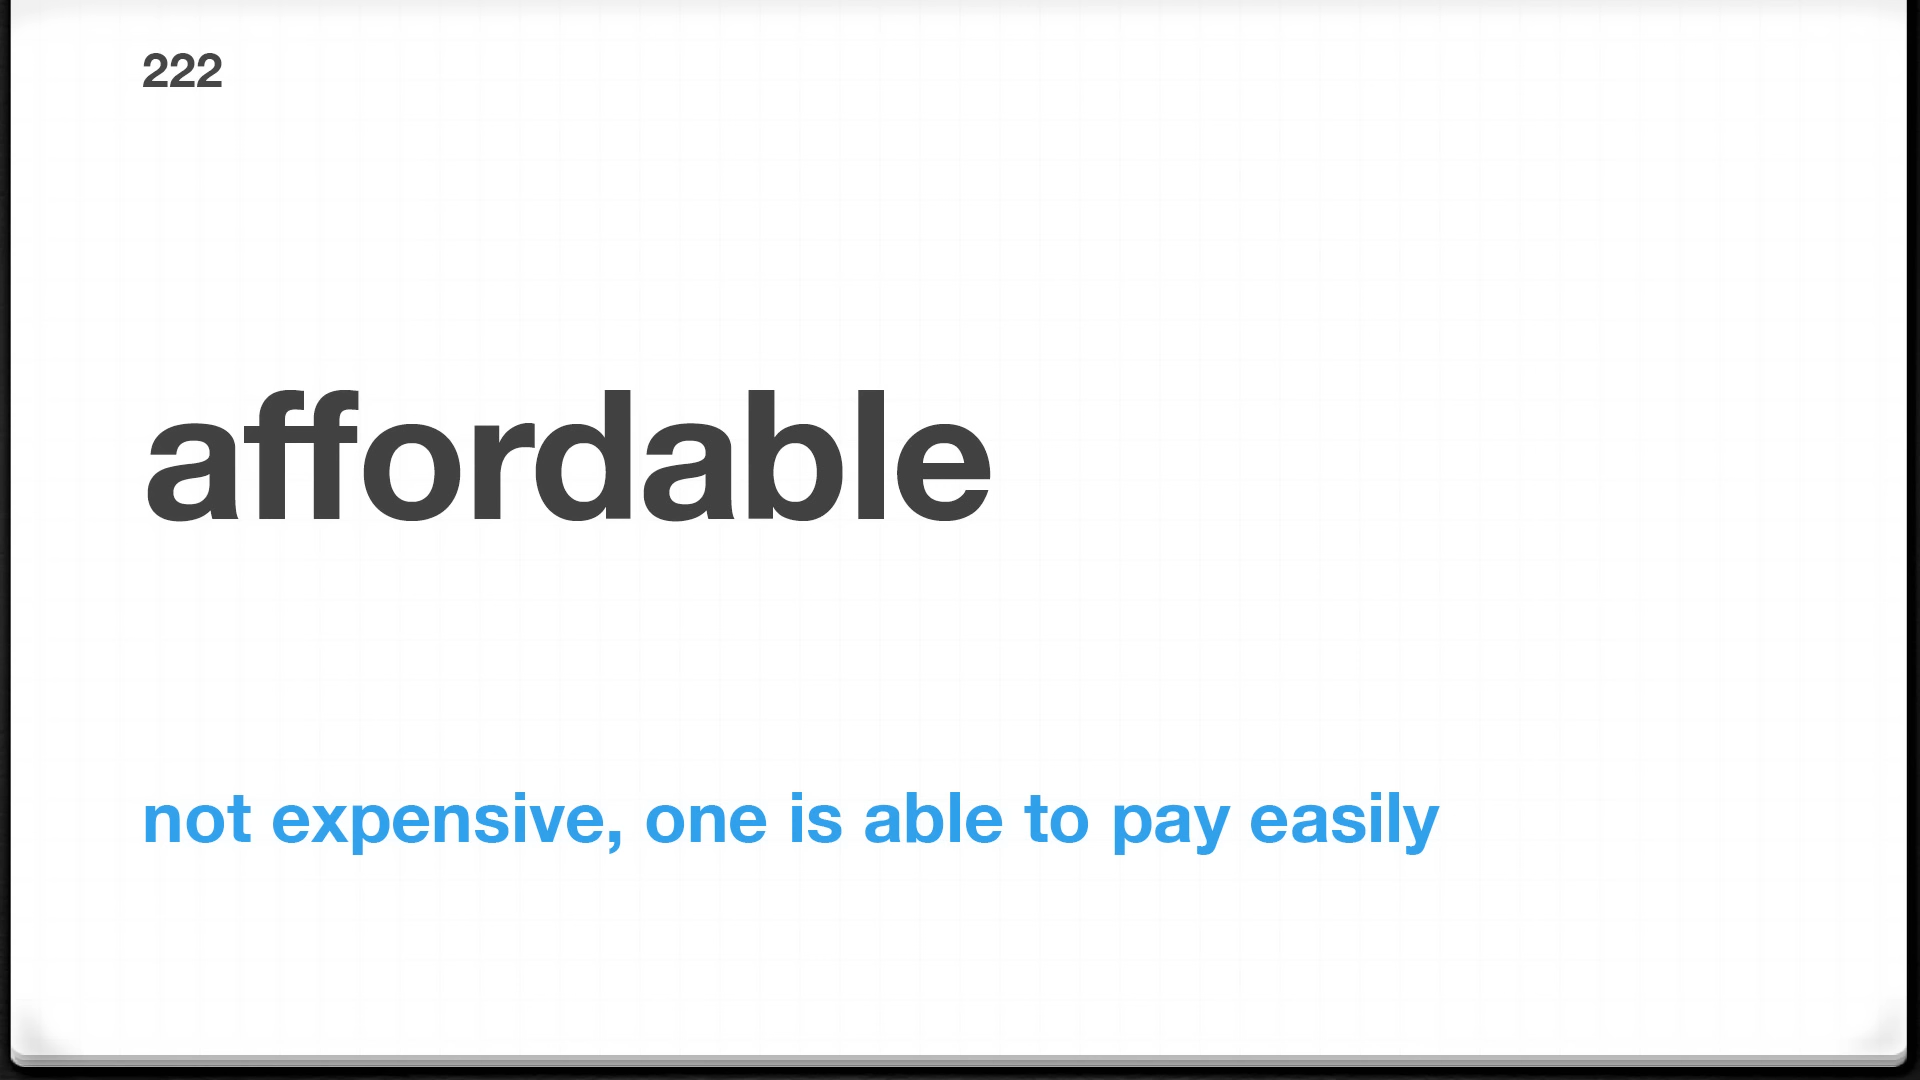 222
affordable
not expensive, one is able to pay easily